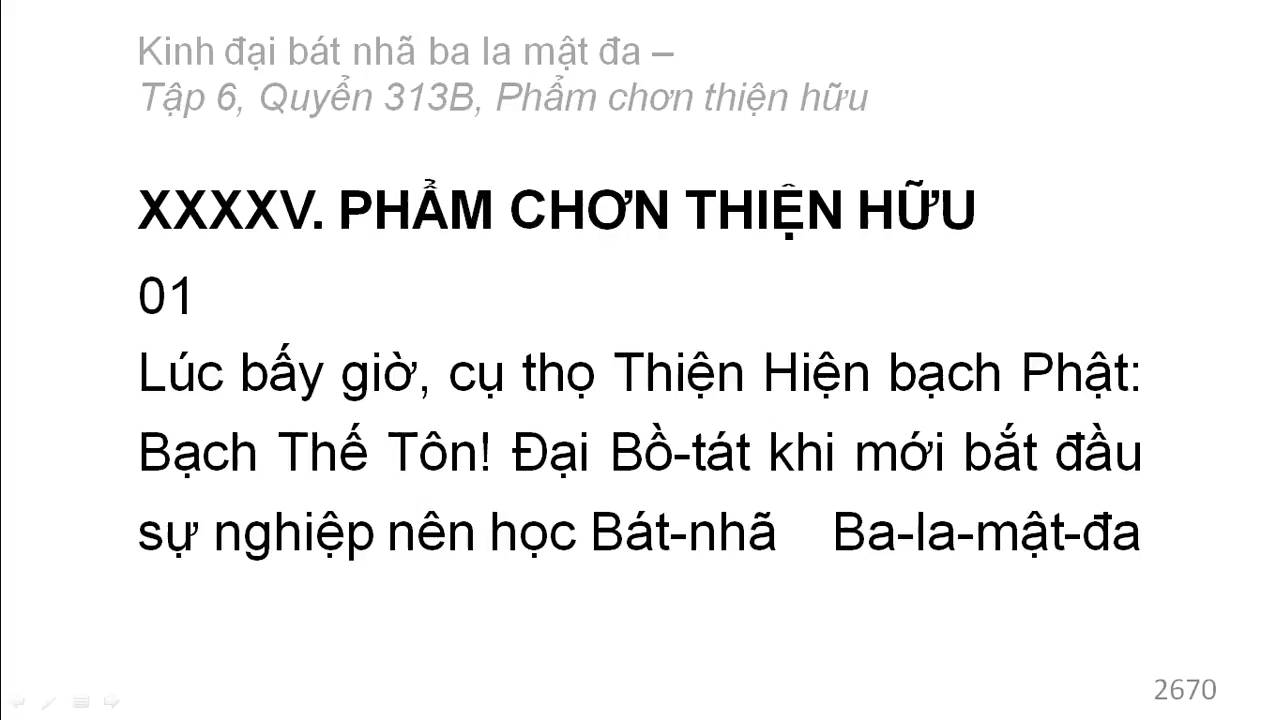 Kinh đại bát nhã ba la mật đa –
Tập 6, Quyển 313B, Phẩm chơn thiện hữu
XXXXV. PHẨM CHƠN THIỆN HỮU
01
Lúc bấy giờ, cụ thọ Thiện Hiện bạch Phật:
Bạch Thế Tôn! Đại Bồ-tát khi mới bắt đầu
sự nghiệp nên học Bát-nhã Ba-la-mật-đa
2670